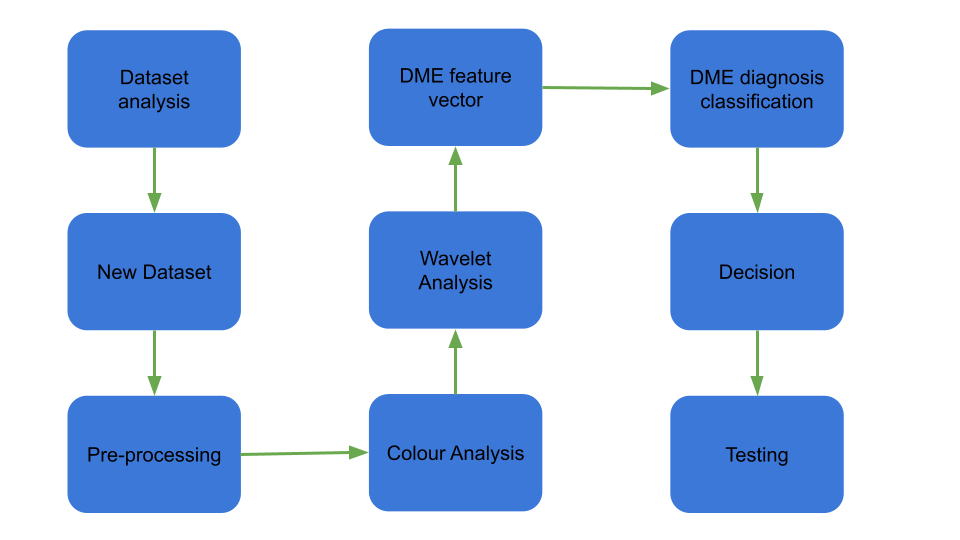 Dataset
analysis
New Dataset
Pre-processing
Colour Analysis
Wavelet
Analysis
DME feature
vector
DME diagnosis
classification
Decision
Testing